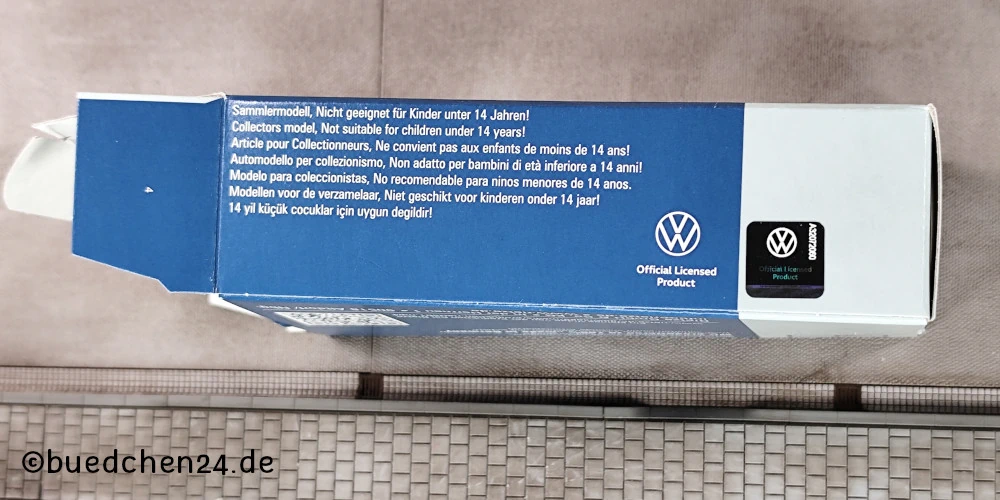 Sammlermodell, Nicht geeignet für Kinder unter 14 Jahren!
Collectors model, Not suitable for children under 14 years!
Article pour Collectionneurs, Ne convient pas aux enfants de moins de 14 ans!
Automodello per collezionismo, Non adatto per bambini di età inferiore a 14 anni!
Modelo para coleccionistas, No recomendable para ninos menores de 14 anos.
Modellen voor de verzamelaar, Niet geschikt voor kinderen onder 14 jaar!
14 yil küçük cocuklar için uygun degildir!
4
Official Licensed
Product
Official Licensed
Product
©buedchen24.de